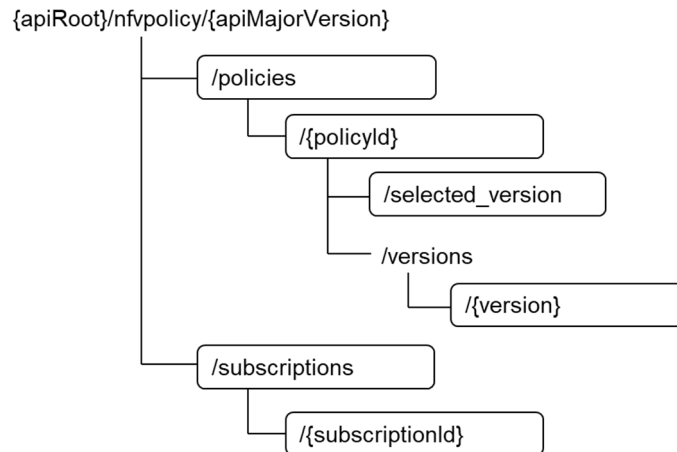 {apiRoot}/nfvpolicy/{apiMajorVersion}
/policies
/{policyId}
/selected_version
/versions
/{version}
/subscriptions
/{subscriptionId}